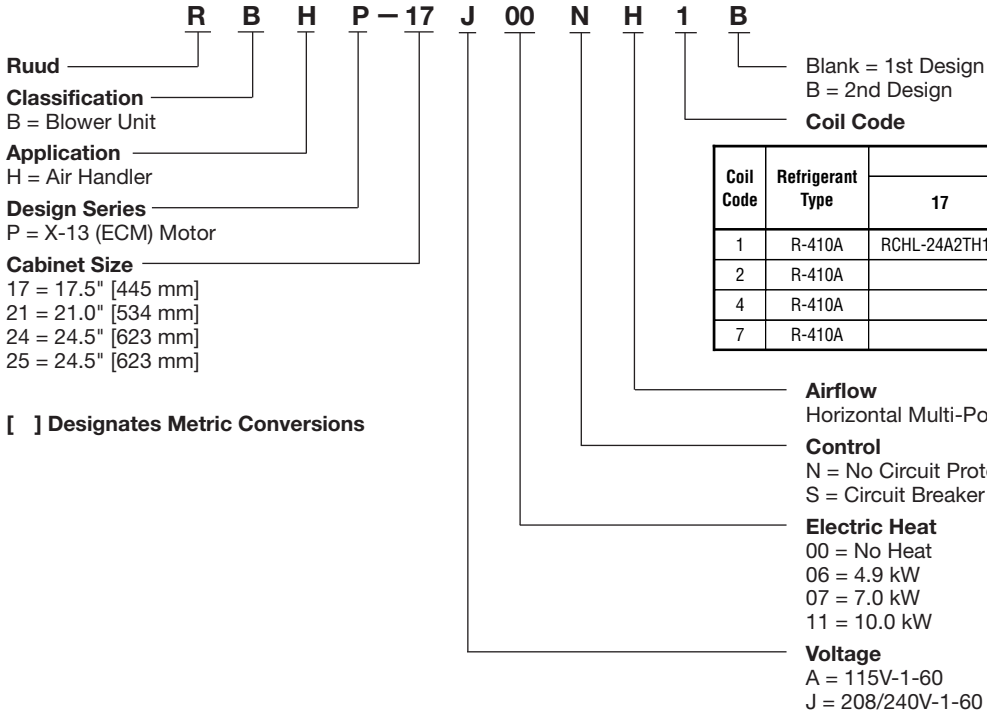 R B H P – 17 J 00 N H 1 B
Ruud
Classification
B = Blower Unit
Application
H = Air Handler
Design Series
P = X-13 (ECM) Motor
Cabinet Size
17 = 17.5" [445 mm]
21 = 21.0" [534 mm]
24 = 24.5" [623 mm]
25 = 24.5" [623 mm]
[ ] Designates Metric Conversions
Blank = 1st Design
B = 2nd Design
Coil Code
Coil Code Refrigerant Type 17
1 R-410A RCHL-24A2TH1
2 R-410A
4 R-410A
7 R-410A
Airflow
Horizontal
Control
N = No Circuit
S = Circuit Breaker
Electric Heat
00 = No Heat
06 = 4.9 kW
07 = 7.0 kW
11 = 10.0 kW
Voltage
A = 115V-1-60
J = 208/240V-1-60